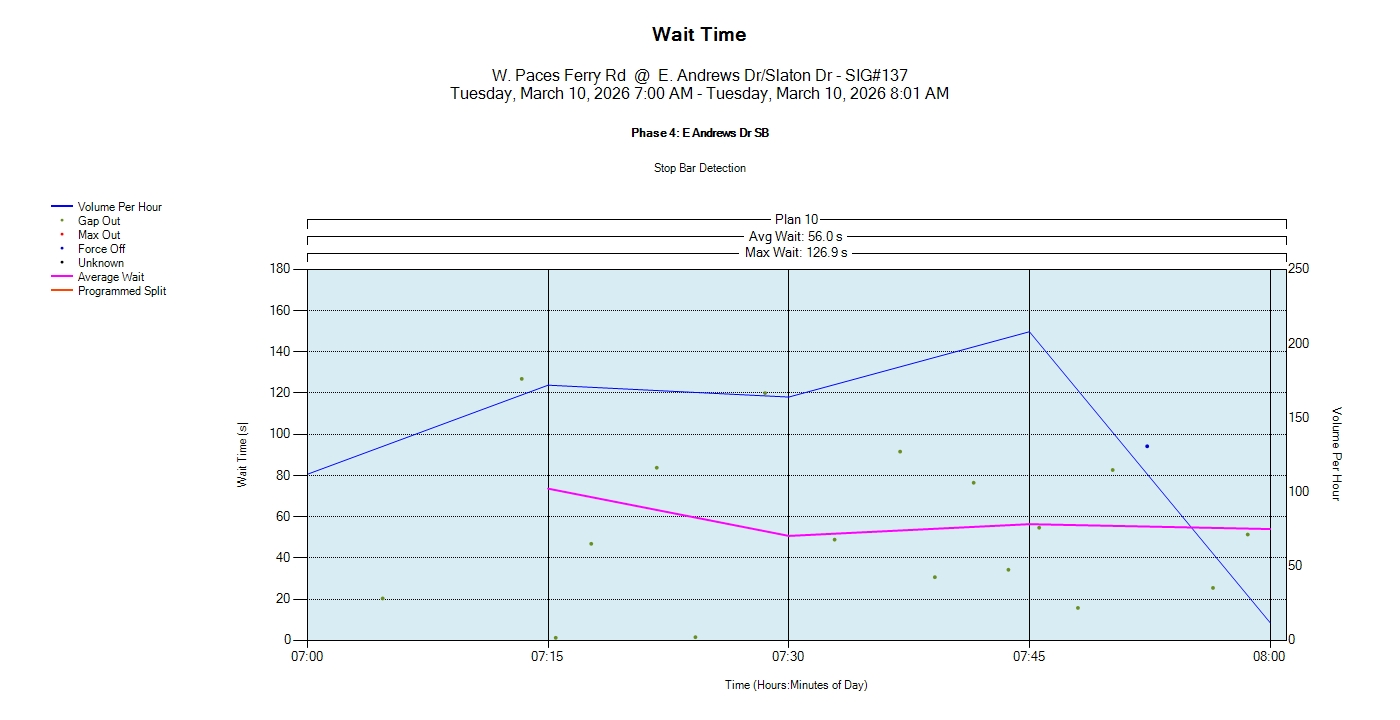 Wait Time
W. Paces Ferry Rd @ E. Andrews Dr/Slaton Dr - SIG#137
Tuesday, March 10, 2026 7:00 AM - Tuesday, March 10, 2026 8:01 AM
Phase 4: E Andrews Dr SB
Stop Bar Detection
Volume Per Hour
Gap Out
Max Out
Force Off
Unknown
Average Wait
Programmed Split
Plan 10
Avg Wait: 56.0 s
Max Wait: 126.9 s
180
160
140
120
100
80
60
40
20
0
Wait Time (s)
250
200
150
100
50
0
Volume Per Hour
07:00
07:15
07:30
07:45
08:00
Time (Hours:Minutes of Day)